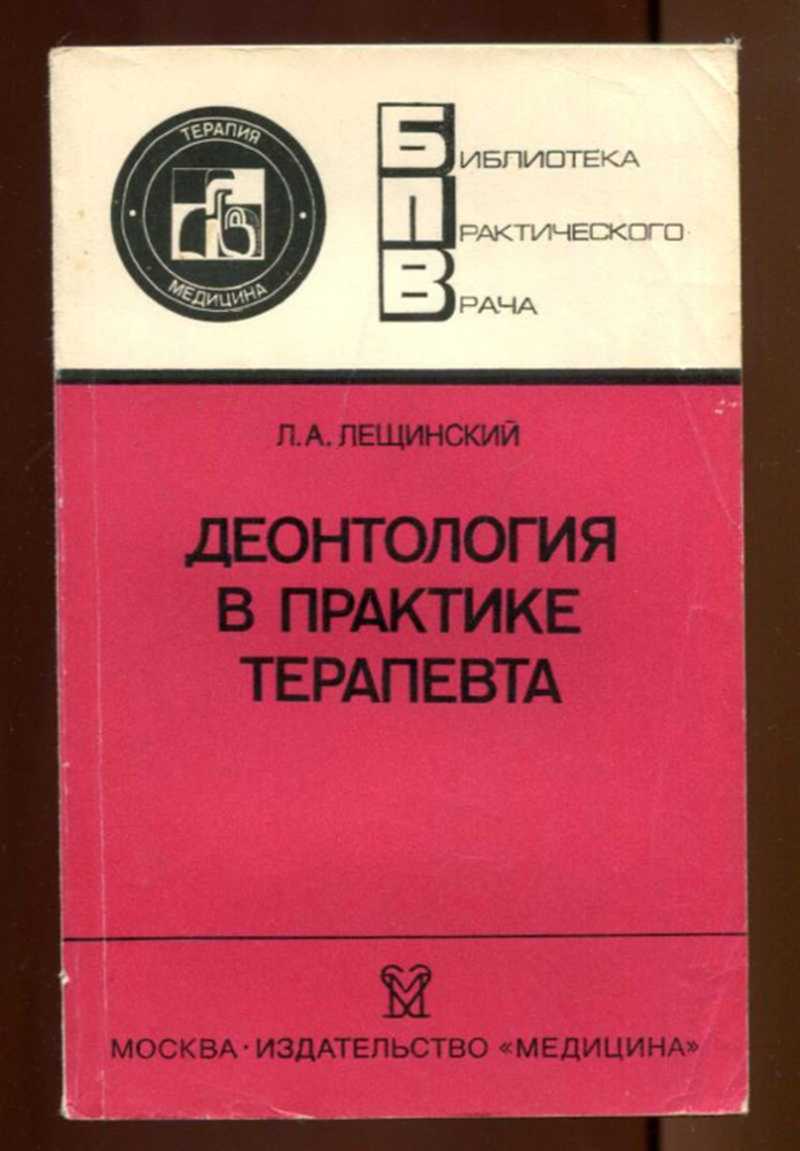 ТЕРАПИЯ
МЕДИЦИНА
БИБЛИОТЕКА
ПРАКТИЧЕСКОГО
ВРАЧА
Л.А. ЛЕЩИНСКИЙ
ДЕОНТОЛОГИЯ
В ПРАКТИКЕ
ТЕРАПЕВТА
МОСКВА · ИЗДАТЕЛЬСТВО «МЕДИЦИНА»